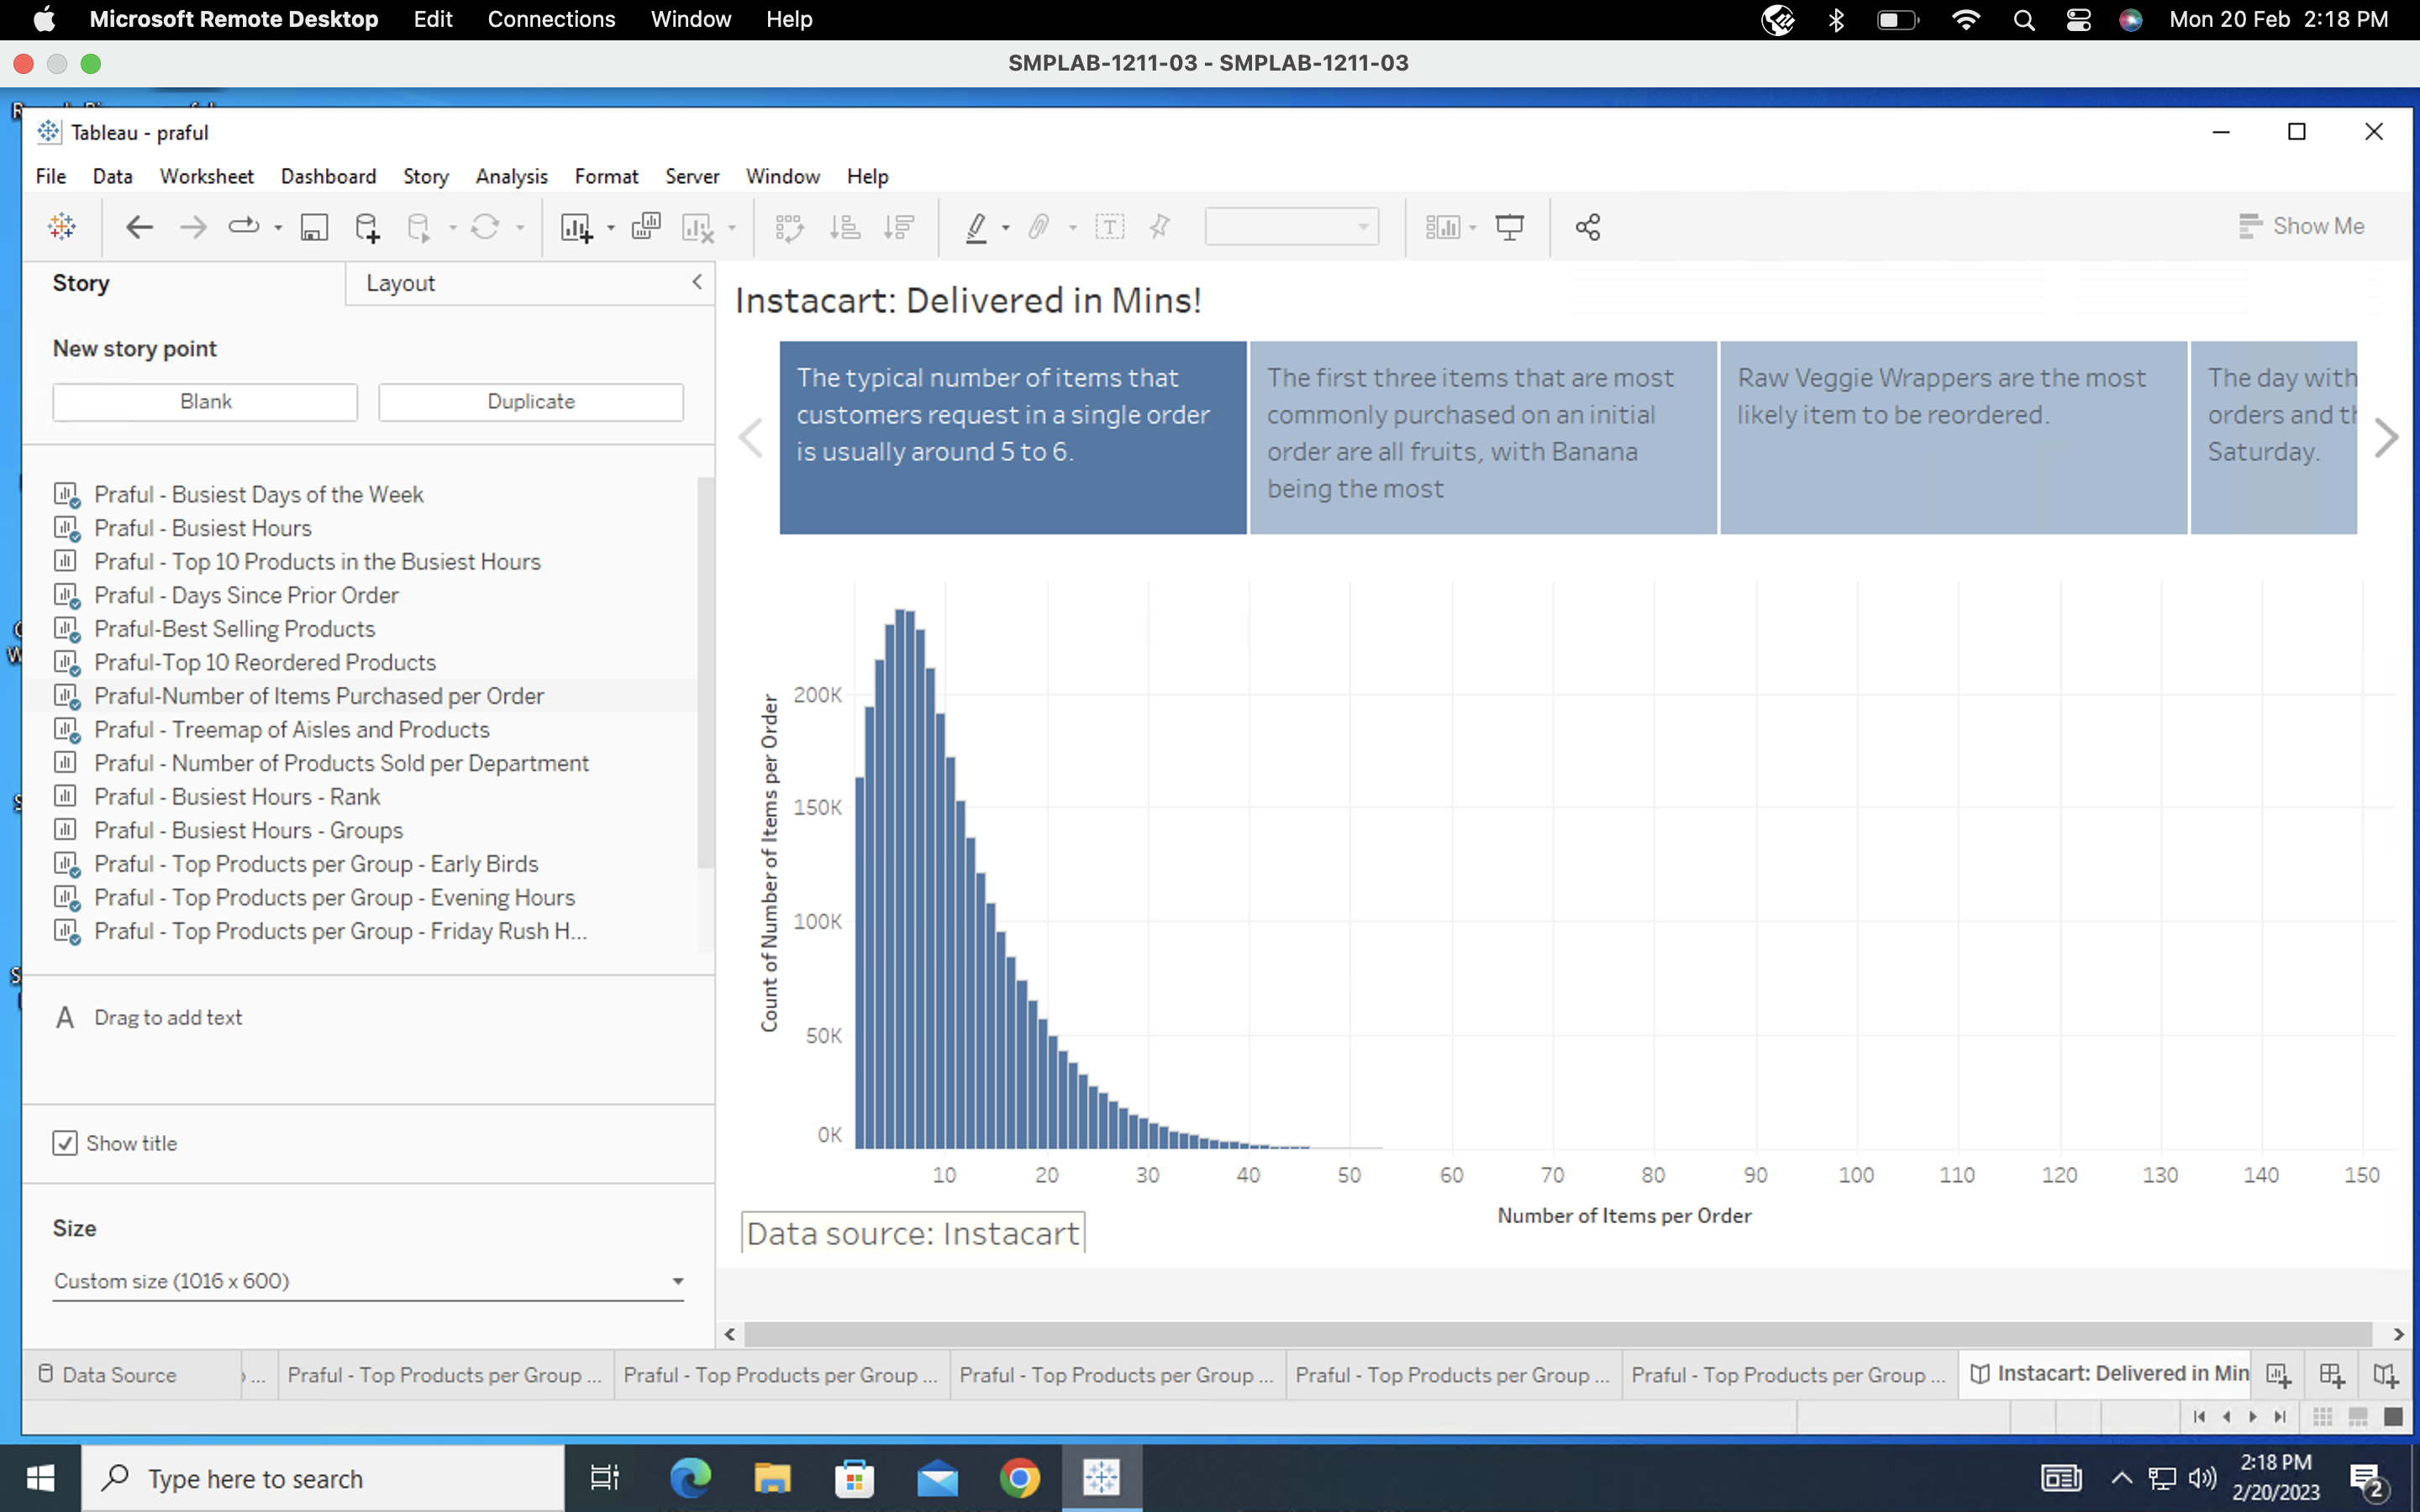 Microsoft Remote Desktop Edit Connections Window Help Mon 20 Feb 2:18 PM
SMPLAB-1211-03 - SMPLAB-1211-03
Tableau - praful
File Data Worksheet Dashboard Story Analysis Format Server Window Help
Show Me
Story Layout
New story point
Blank Duplicate
Praful - Busiest Days of the Week
Praful - Busiest Hours
Praful - Top 10 Products in the Busiest Hours
Praful - Days Since Prior Order
Praful-Best Selling Products
Praful-Top 10 Reordered Products
Praful-Number of Items Purchased per Order
Praful - Treemap of Aisles and Products
Praful - Number of Products Sold per Department
Praful - Busiest Hours - Rank
Praful - Busiest Hours - Groups
Praful - Top Products per Group - Early Birds
Praful - Top Products per Group - Evening Hours
Praful - Top Products per Group - Friday Rush H...
A Drag to add text
Show title
Size
Custom size (1016 x 600)
Instacart: Delivered in Mins!
The typical number of items that
customers request in a single order
is usually around 5 to 6.
The first three items that are most
commonly purchased on an initial
order are all fruits, with Banana
being the most
Raw Veggie Wrappers are the most
likely item to be reordered.
The day with
orders and th
Saturday.
Count of Number of Items per Order
200K
150K
100K
50K
0K
10 20 30 40 50 60 70 80 90 100 110 120 130 140 150
Number of Items per Order
Data source: Instacart
Data Source ... Praful - Top Products per Group ... Praful - Top Products per Group ... Praful - Top Products per Group ... Praful - Top Products per Group ... Praful - Top Products per Group ... Instacart: Delivered in Min
Type here to search
2:18 PM
2/20/2023
2